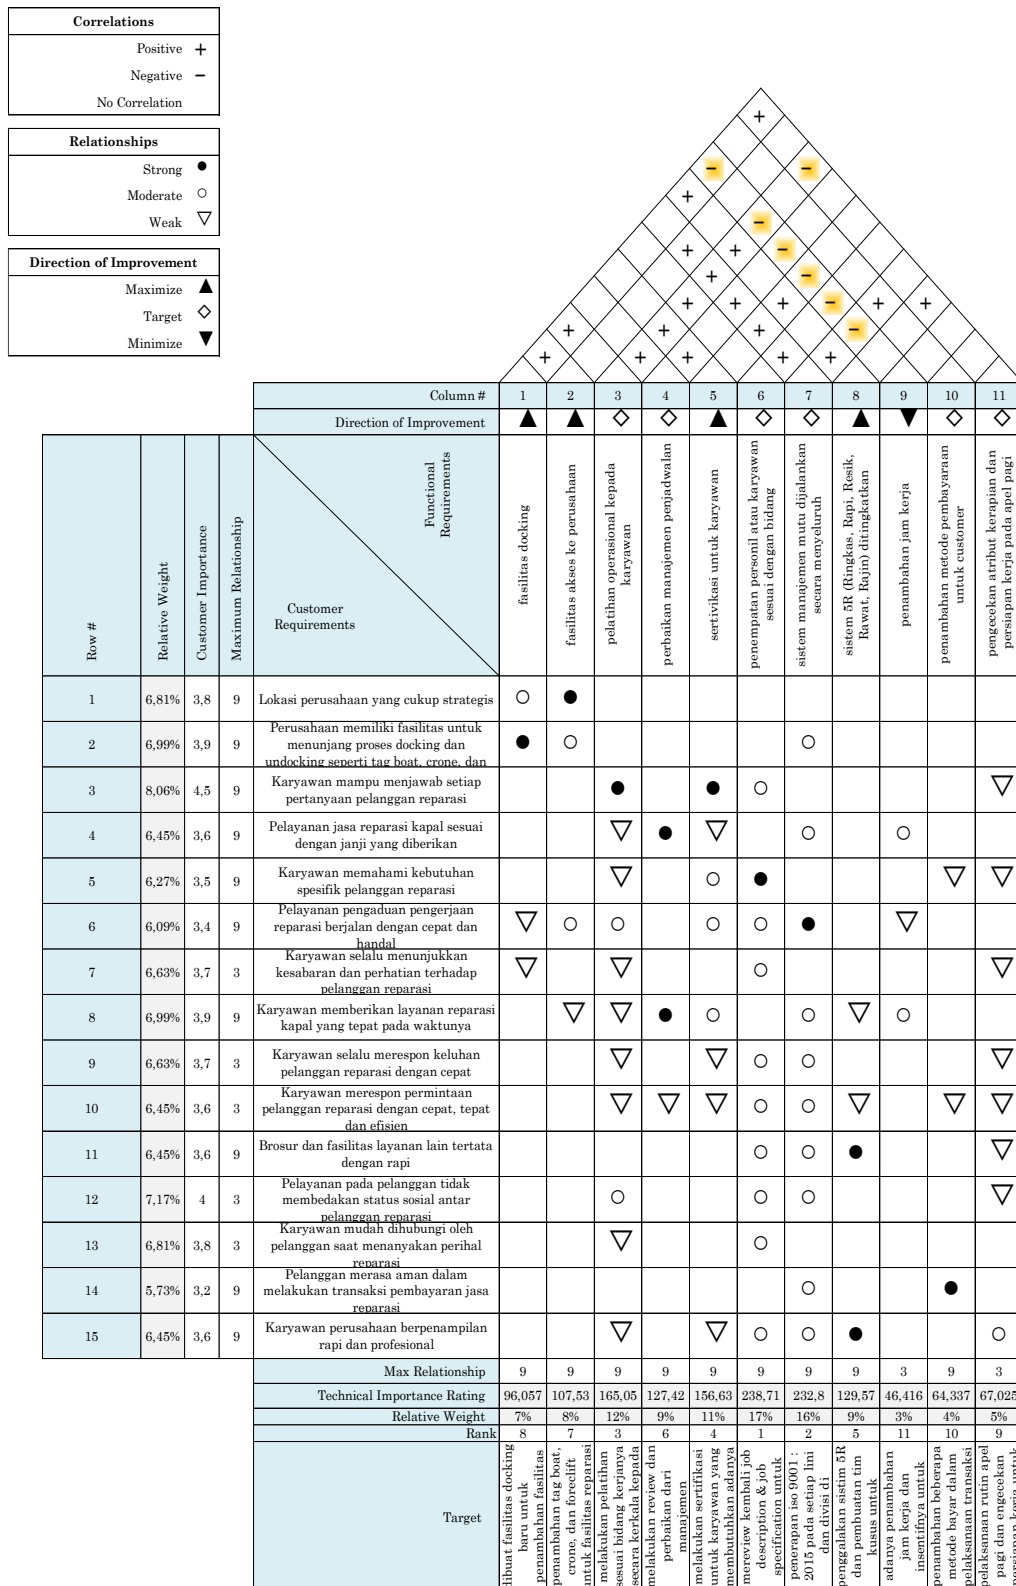 Correlations
Positive +
Negative −
No Correlation
Relationships
Strong ●
Moderate ○
Weak ▽
Direction of Improvement
Maximize ▲
Target ◇
Minimize ▼
Column # 1 2 3 4 5 6 7 8 9 10 11
Direction of Improvement ▲ ▲ ◇ ◇ ▲ ◇ ◇ ▲ ▼ ◇ ◇
Row #
Relative Weight
Customer Importance
Maximum Relationship
Functional
Requirements
Customer
Requirements
fasilitas docking
fasilitas akses ke perusahaan
pelatihan operasional kepada
karyawan
perbaikan manajemen penjadwalan
sertivikasi untuk karyawan
penempatan personil atau karyawan
sesuai dengan bidang
sistem manajemen mutu dijalankan
secara menyeluruh
sistem 5R (Ringkas, Rapi, Resik,
Rawat, Rajin) ditingkatkan
penambahan jam kerja
penambahan metode pembayaraan
untuk customer
pengecekan atribut kerapian dan
persiapan kerja pada apel pagi
1 6,81% 3,8 9 Lokasi perusahaan yang cukup strategis ○ ●
2 6,99% 3,9 9 Perusahaan memiliki fasilitas untuk
menunjang proses docking dan
undocking seperti tag boat, crone, dan ● ○ ○
3 8,06% 4,5 9 Karyawan mampu menjawab setiap
pertanyaan pelanggan reparasi ● ● ○ ▽
4 6,45% 3,6 9 Pelayanan jasa reparasi kapal sesuai
dengan janji yang diberikan ▽ ● ▽ ○ ○
5 6,27% 3,5 9 Karyawan memahami kebutuhan
spesifik pelanggan reparasi ▽ ○ ● ▽ ▽
6 6,09% 3,4 9 Pelayanan pengaduan pengerjaan
reparasi berjalan dengan cepat dan
handal ▽ ○ ○ ○ ○ ● ▽
7 6,63% 3,7 3 Karyawan selalu menunjukkan
kesabaran dan perhatian terhadap
pelanggan reparasi ▽ ▽ ○ ▽
8 6,99% 3,9 9 Karyawan memberikan layanan reparasi
kapal yang tepat pada waktunya ▽ ▽ ● ○ ○ ▽ ○
9 6,63% 3,7 3 Karyawan selalu merespon keluhan
pelanggan reparasi dengan cepat ▽ ▽ ○ ○ ▽
10 6,45% 3,6 3 Karyawan merespon permintaan
pelanggan reparasi dengan cepat, tepat
dan efisien ▽ ▽ ▽ ○ ○ ▽ ▽ ▽
11 6,45% 3,6 9 Brosur dan fasilitas layanan lain tertata
dengan rapi ○ ○ ● ▽
12 7,17% 4 3 Pelayanan pada pelanggan tidak
membedakan status sosial antar
pelanggan reparasi ○ ○ ○ ▽
13 6,81% 3,8 3 Karyawan mudah dihubungi oleh
pelanggan saat menanyakan perihal
reparasi ▽ ○
14 5,73% 3,2 9 Pelanggan merasa aman dalam
melakukan transaksi pembayaran jasa
reparasi ○ ●
15 6,45% 3,6 9 Karyawan perusahaan berpenampilan
rapi dan profesional ▽ ▽ ○ ○ ● ○
Max Relationship 9 9 9 9 9 9 9 9 3 9 3
Technical Importance Rating 96,057 107,53 165,05 127,42 156,63 238,71 232,8 129,57 46,416 64,337 67,025
Relative Weight 7% 8% 12% 9% 11% 17% 16% 9% 3% 4% 5%
Rank 8 7 3 6 4 1 2 5 11 10 9
Target
dibuat fasilitas docking
baru untuk
penambahan fasilitas
penambahan tag boat,
crone, dan foreclift
untuk fasilitas reparasi
melakukan pelatihan
sesuai bidang kerjanya
secara kerkala kepada
melakukan review dan
perbaikan dari
manajemen
melakukan sertifikasi
untuk karyawan yang
membutuhkan adanya
mereview kembali job
description & job
specification untuk
penerapan iso 9001 :
2015 pada setiap lini
dan divisi di
penggalakan sistim 5R
dan pembuatan tim
kusus untuk
adanya penambahan
jam kerja dan
insentifnya untuk
penambahan beberapa
metode bayar dalam
pelaksanaan transaksi
pelaksanaan rutin apel
pagi dan engecekan
persiapan kerja untuk